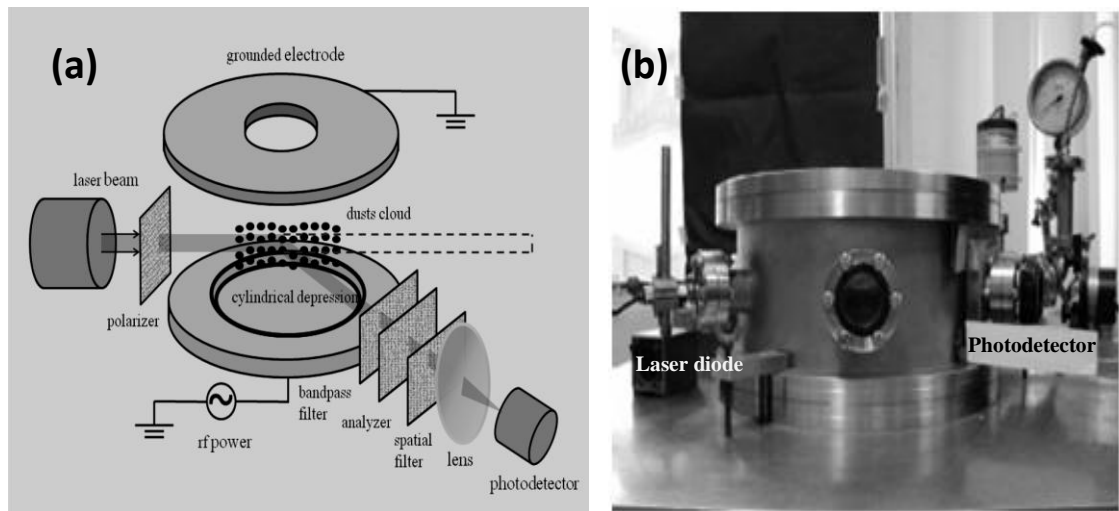 (a)
grounded electrode
laser beam
dusts cloud
cylindrical depression
polarizer
bandpass
filter
analyzer
rf power
spatial
filter
lens
photodetector
(b)
Laser diode
Photodetector